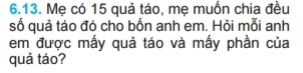 6.13. Mẹ có 15 quả táo, mẹ muốn chia đều
số quả táo đó cho bốn anh em. Hỏi mỗi anh
em được mấy quả táo và mấy phần của
quả táo?